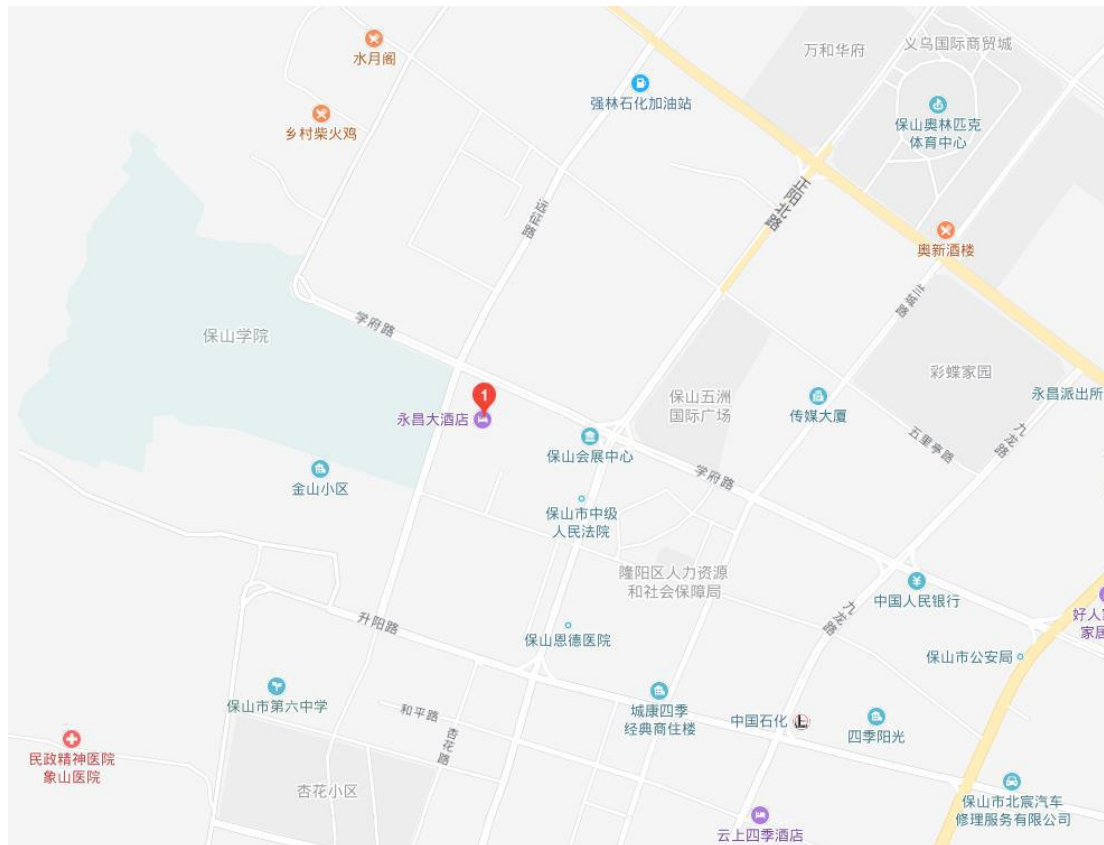 水月阁
万和华府
义乌国际商贸城
强林石化加油站
保山奥林匹克
体育中心
乡村柴火鸡
正阳北路
远征路
奥新酒楼
兰城路
学府路
保山学院
彩蝶家园
1
永昌大酒店
保山五洲
国际广场
传媒大厦
永昌派出所
九龙路
五里亭路
保山会展中心
学府路
金山小区
保山市中级
人民法院
隆阳区人力资源
和社会保障局
中国人民银行
九龙路
升阳路
保山恩德医院
保山市公安局
保山市第六中学
和平路
杏花路
城康四季
经典商住楼
中国石化
四季阳光
民政精神医院
象山医院
杏花小区
保山市北宸汽车
修理服务有限公司
云上四季酒店
好人
家居